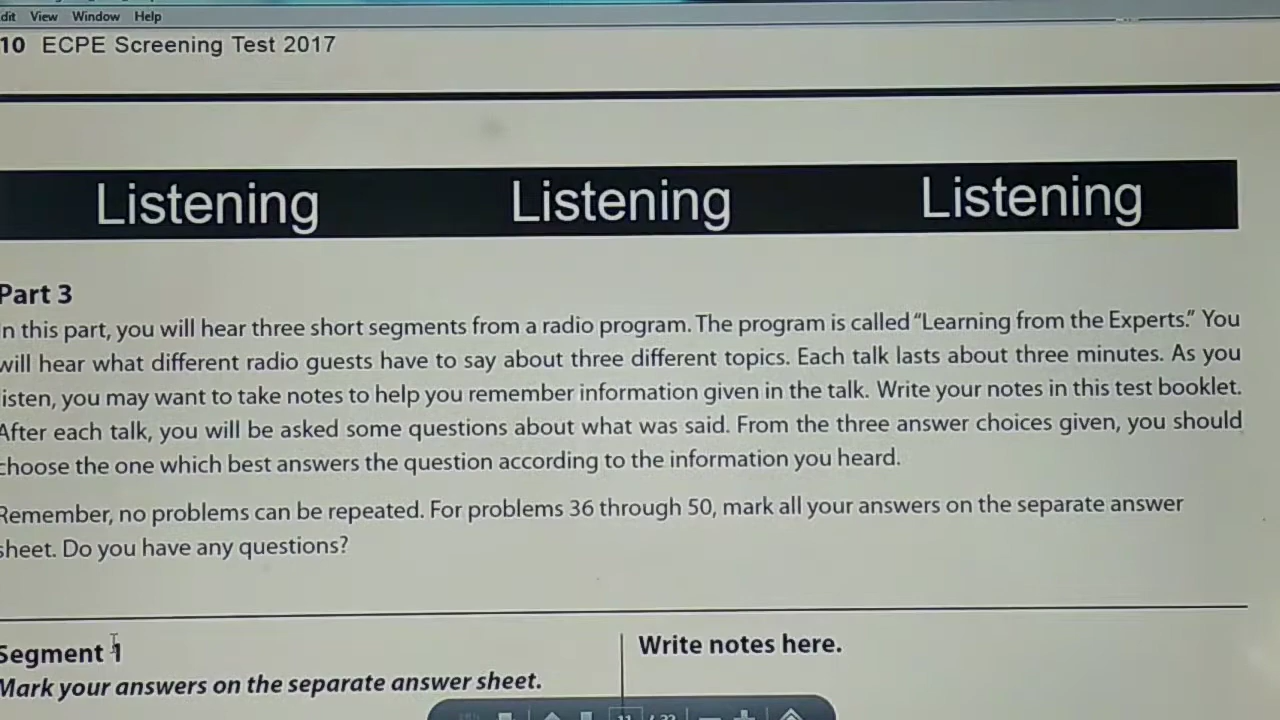 dit View Window Help
10 ECPE Screening Test 2017
Listening Listening Listening
Part 3
In this part, you will hear three short segments from a radio program. The program is called “Learning from the Experts.” You
will hear what different radio guests have to say about three different topics. Each talk lasts about three minutes. As you
listen, you may want to take notes to help you remember information given in the talk. Write your notes in this test booklet.
After each talk, you will be asked some questions about what was said. From the three answer choices given, you should
choose the one which best answers the question according to the information you heard.
Remember, no problems can be repeated. For problems 36 through 50, mark all your answers on the separate answer
sheet. Do you have any questions?
Segment 1
Write notes here.
Mark your answers on the separate answer sheet.